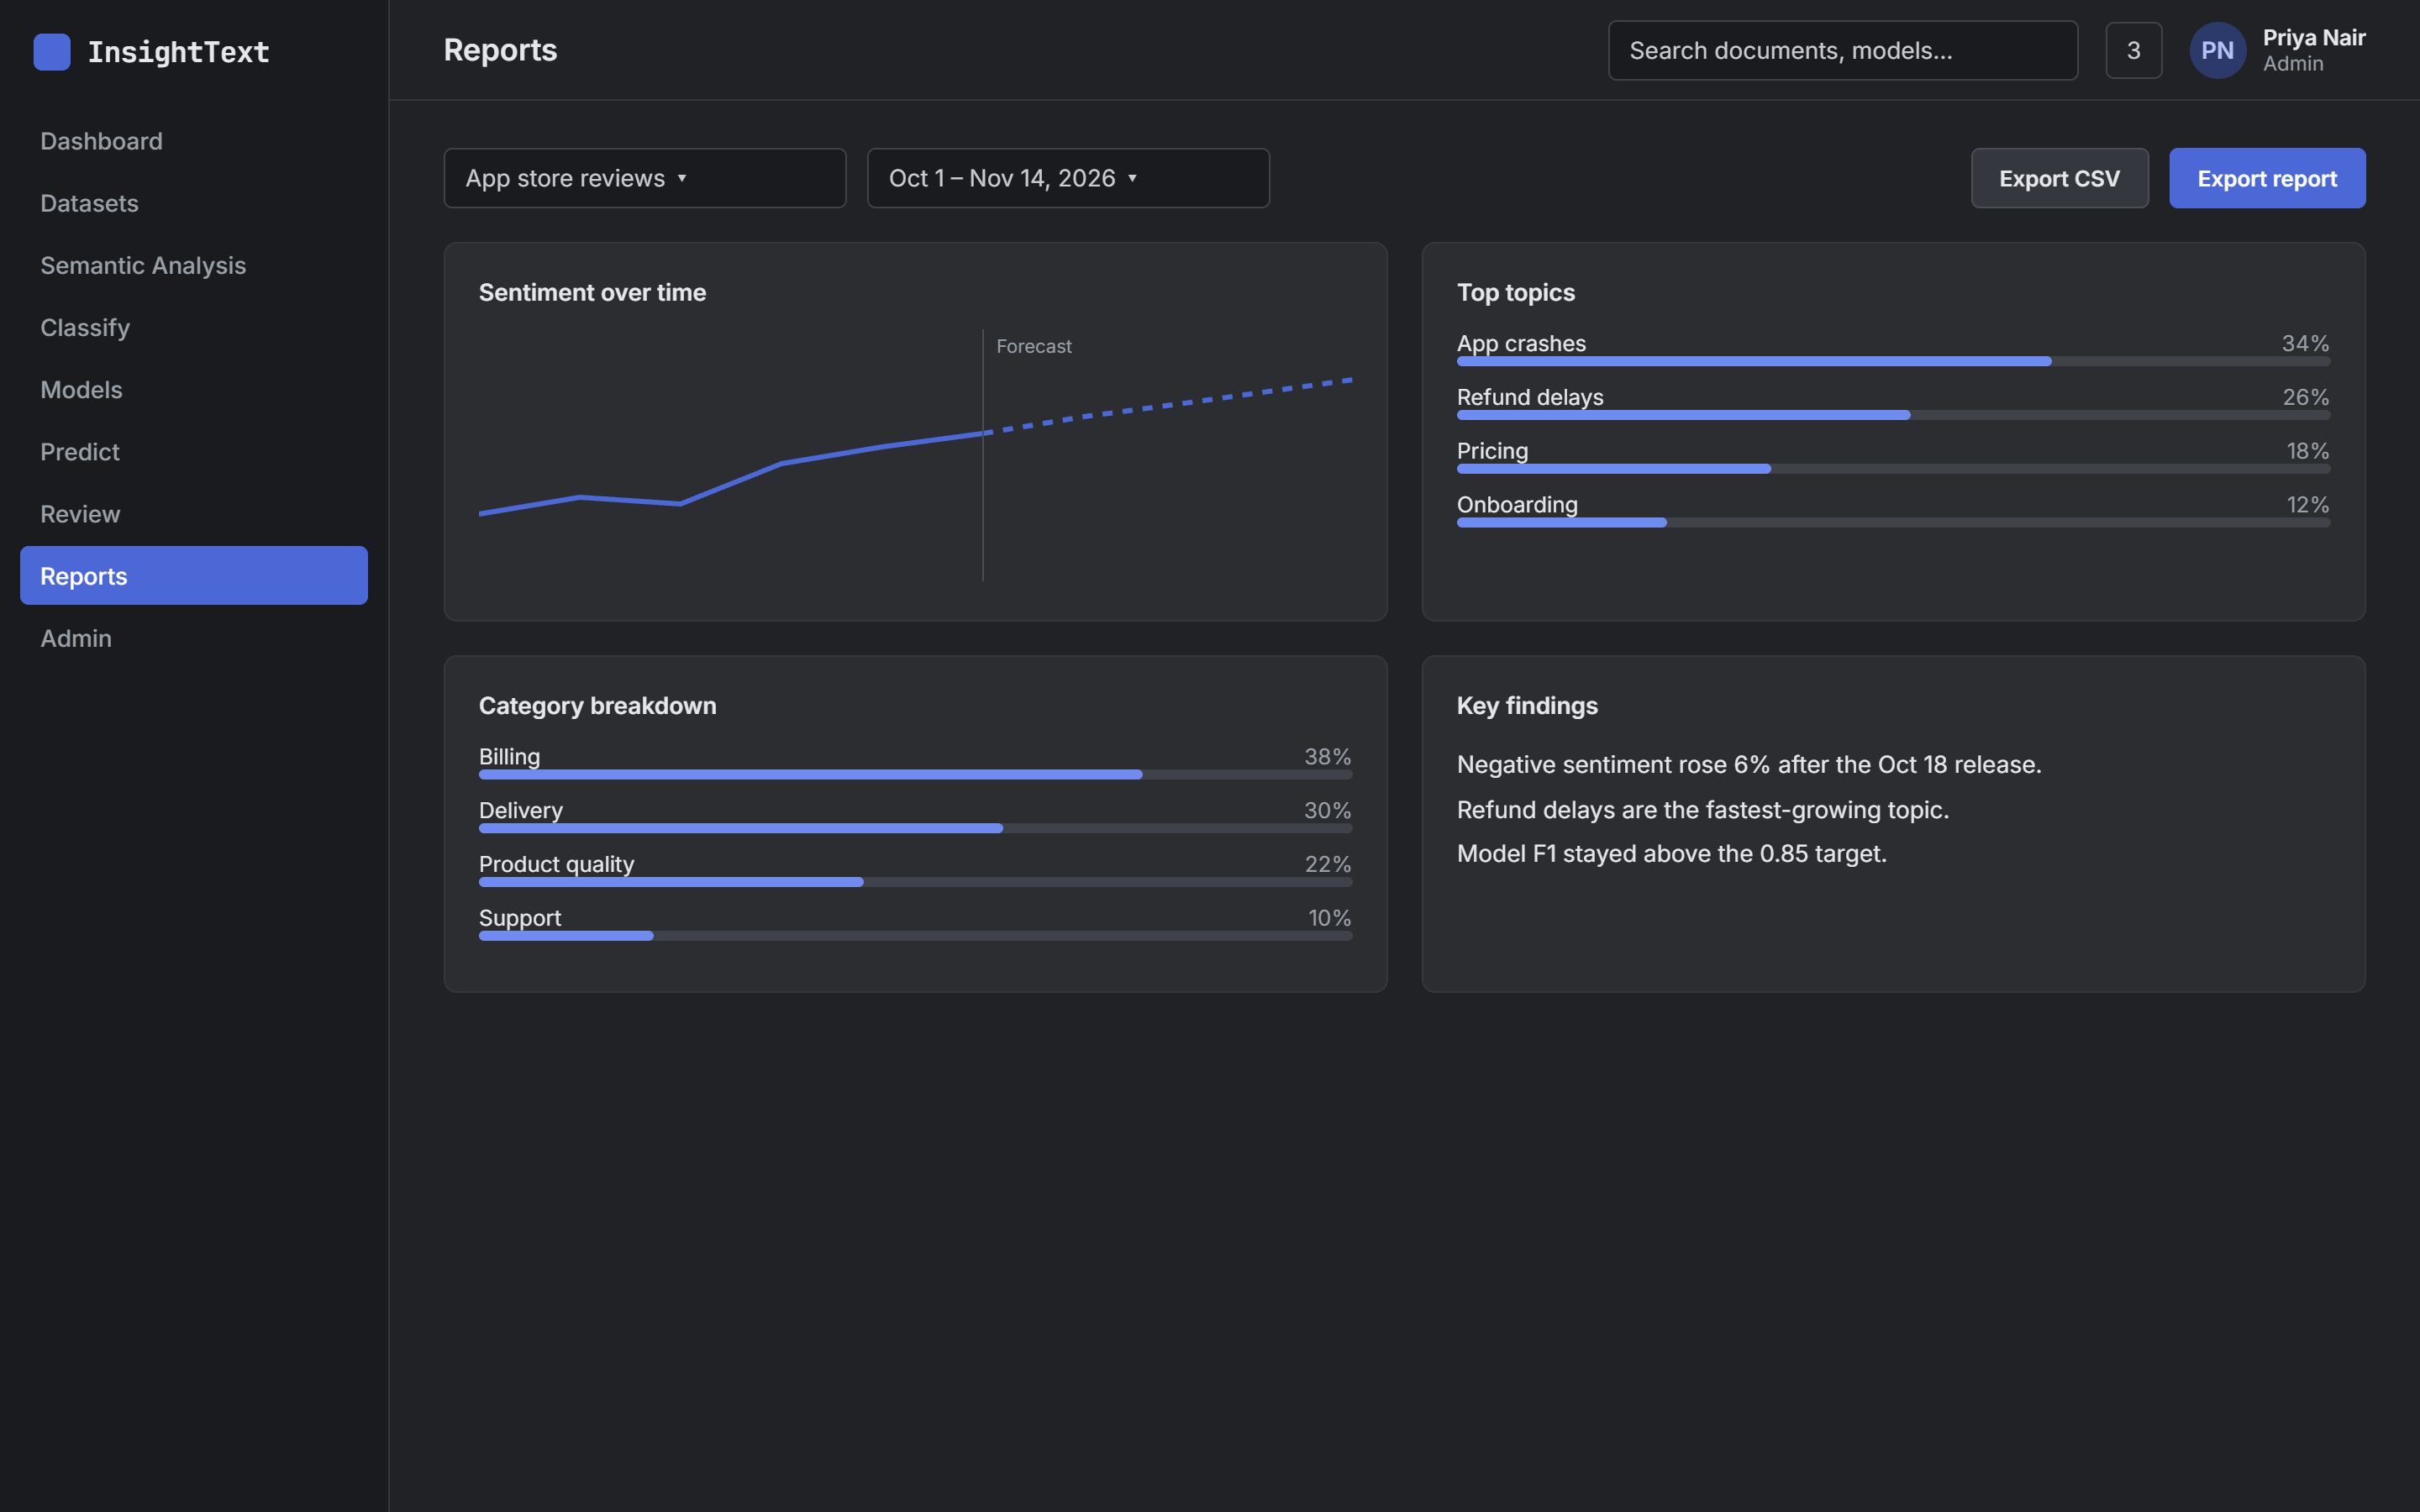 InsightText
Dashboard
Datasets
Semantic Analysis
Classify
Models
Predict
Review
Reports
Admin
Reports
Search documents, models...
3
PN
Priya Nair
Admin
App store reviews ▾
Oct 1 – Nov 14, 2026 ▾
Export CSV
Export report
Sentiment over time
Forecast
Top topics
App crashes 34%
Refund delays 26%
Pricing 18%
Onboarding 12%
Category breakdown
Billing 38%
Delivery 30%
Product quality 22%
Support 10%
Key findings
Negative sentiment rose 6% after the Oct 18 release.
Refund delays are the fastest-growing topic.
Model F1 stayed above the 0.85 target.